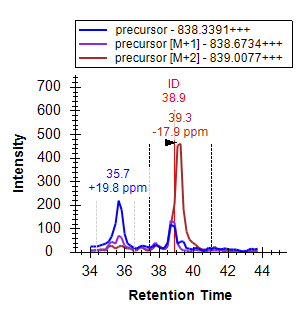 precursor - 838.3391+++
precursor [M+1] - 838.6734+++
precursor [M+2] - 839.0077+++
ID
38.9
39.3
-17.9 ppm
35.7
+19.8 ppm
Intensity
700
600
500
400
300
200
100
0
34 36 38 40 42 44
Retention Time